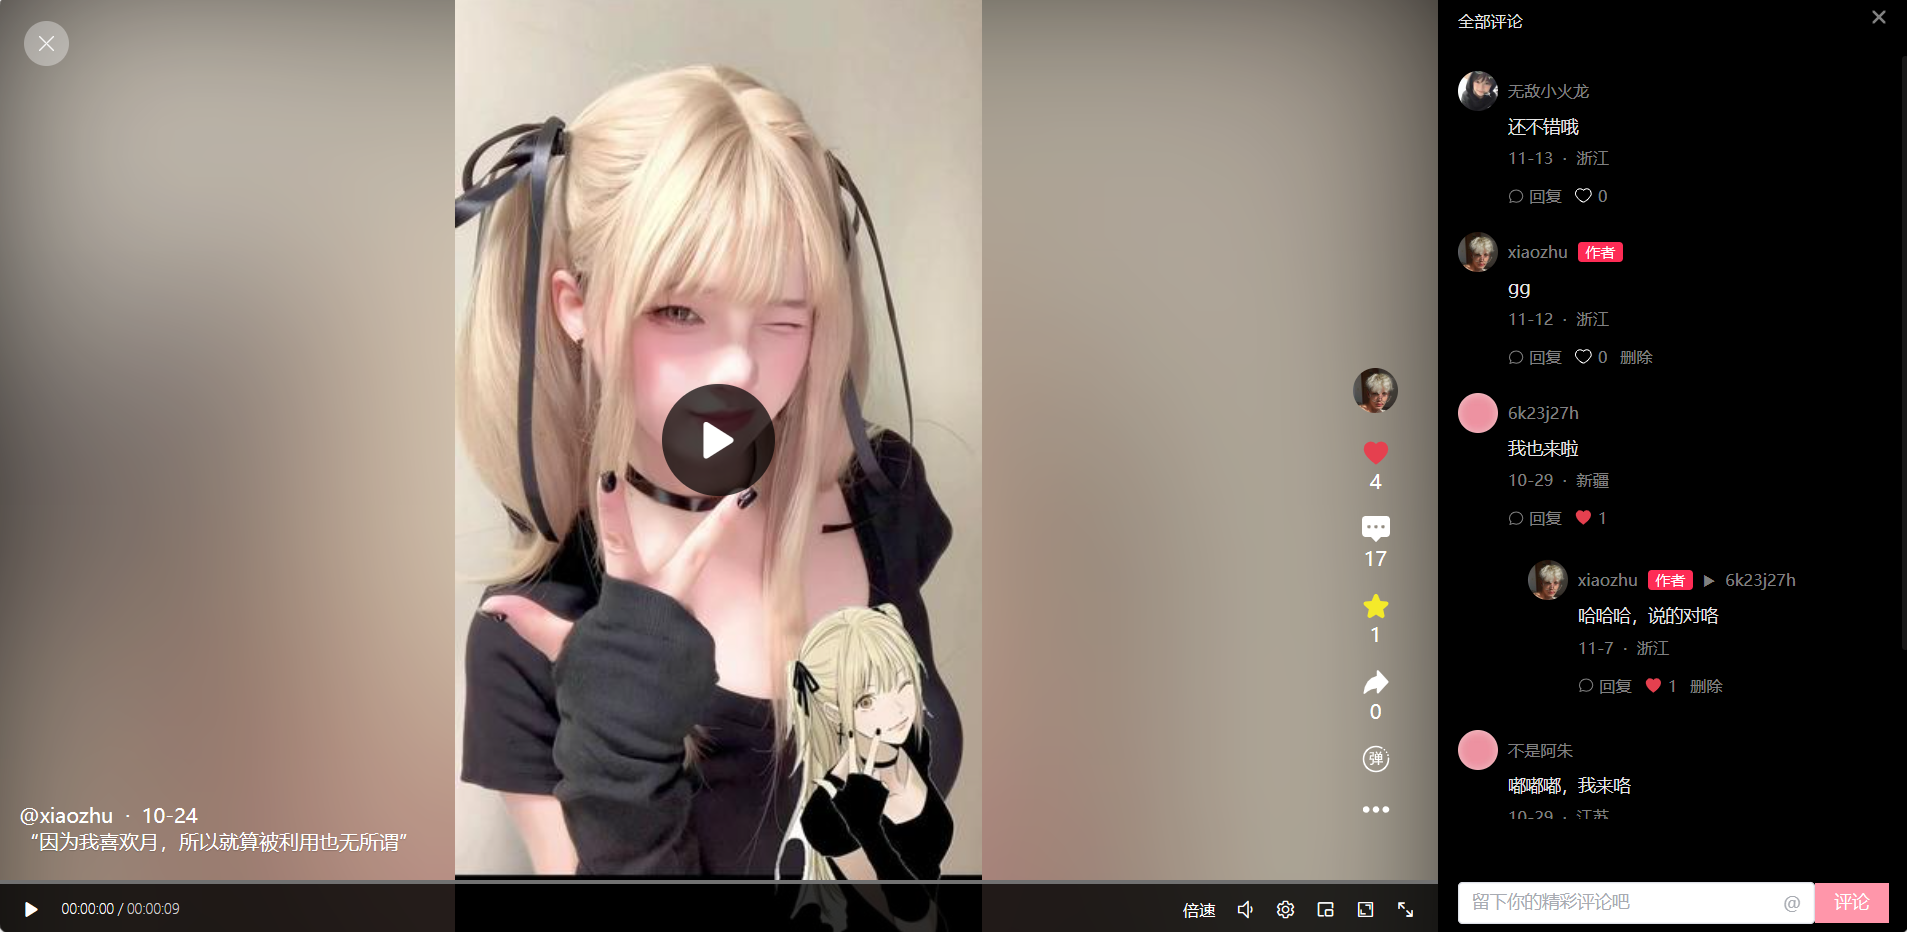 @xiaozhu · 10-24
“因为我喜欢月，所以就算被利用也无所谓”
4
17
1
0
弹
00:00:00 / 00:00:09
倍速
全部评论
无敌小火龙
还不错哦
11-13 · 浙江
回复 0
xiaozhu 作者
gg
11-12 · 浙江
回复 0 删除
6k23j27h
我也来啦
10-29 · 新疆
回复 1
xiaozhu 作者 6k23j27h
哈哈哈，说的对咯
11-7 · 浙江
回复 1 删除
不是阿朱
嘟嘟嘟，我来咯
10-29 · 江苏
留下你的精彩评论吧 @ 评论